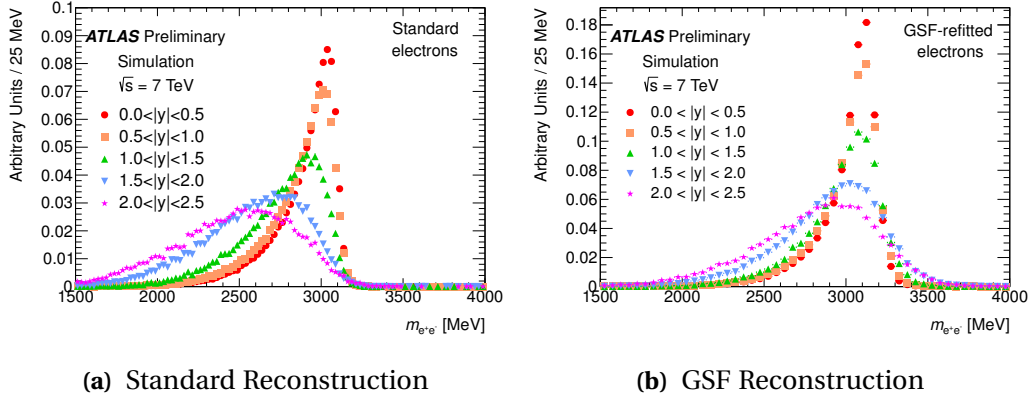 Arbitrary Units / 25 MeV
0.1
0.09
0.08
0.07
0.06
0.05
0.04
0.03
0.02
0.01
0
ATLAS Preliminary
Simulation
√s = 7 TeV
Standard
electrons
0.0<|y|<0.5
0.5<|y|<1.0
1.0<|y|<1.5
1.5<|y|<2.0
2.0<|y|<2.5
1500 2000 2500 3000 3500 4000
m e⁺e⁻ [MeV]
(a) Standard Reconstruction
Arbitrary Units / 25 MeV
0.18
0.16
0.14
0.12
0.1
0.08
0.06
0.04
0.02
0
ATLAS Preliminary
Simulation
√s = 7 TeV
GSF-refitted
electrons
0.0 < |y| < 0.5
0.5 < |y| < 1.0
1.0 < |y| < 1.5
1.5 < |y| < 2.0
2.0 < |y| < 2.5
1500 2000 2500 3000 3500 4000
m e⁺e⁻ [MeV]
(b) GSF Reconstruction